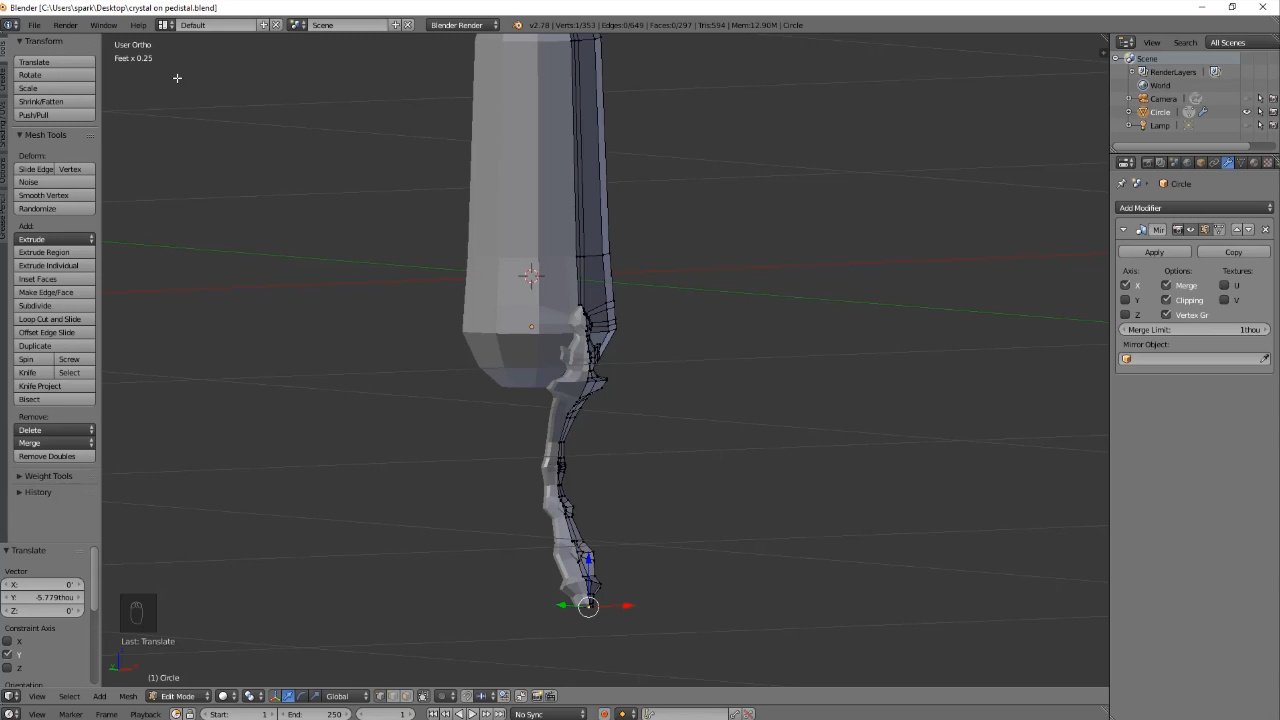 Blender [C:\Users\spark\Desktop\crystal on pedistal.blend]
File Render Window Help Default Scene Blender Render v2.78 | Verts:1/353 | Edges:0/649 | Faces:0/297 | Tris:594 | Mem:12.90M | Circle
View Search All Scenes
Transform
User Ortho
Feet x 0.25
Scene
RenderLayers
World
Camera
Circle
Lamp
Translate
Rotate
Scale
Shrink/Fatten
Push/Pull
Mesh Tools
Deform:
Slide Edge Vertex
Noise
Smooth Vertex
Randomize
Add:
Extrude
Extrude Region
Extrude Individual
Inset Faces
Make Edge/Face
Subdivide
Loop Cut and Slide
Offset Edge Slide
Duplicate
Spin Screw
Knife Select
Knife Project
Bisect
Remove:
Delete
Merge
Remove Doubles
Weight Tools
History
Translate
Vector
X: 0'
Y: -5.779thou
Z: 0'
Constraint Axis
X
Y
Z
Orientation
Last: Translate
(1) Circle
Circle
Add Modifier
Mir
Apply Copy
Axis: Options: Textures:
X Merge U
Y Clipping V
Z Vertex Gr
Merge Limit: 1thou
Mirror Object:
View Select Add Mesh Edit Mode Global
View Marker Frame Playback Start: 1 End: 250 1 No Sync